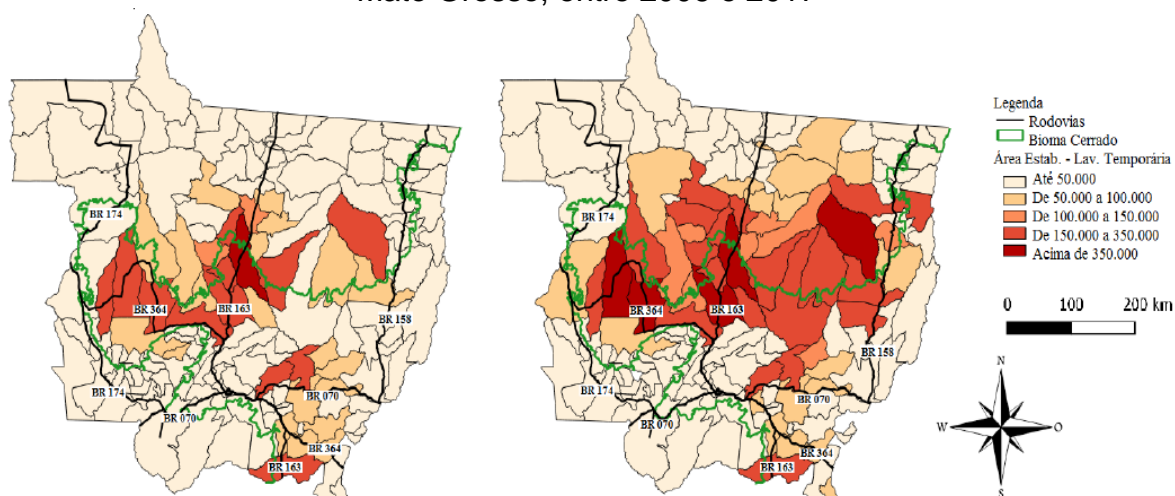 Mato Grosso, entre
BR 174
BR 364
BR 163
BR 158
BR 174
BR 070
BR 070
BR 364
BR 163
BR 174
BR 364
BR 163
BR 158
BR 174
BR 070
BR 070
BR 364
BR 163
Legenda
Rodovias
Bioma Cerrado
Área Estab. - Lav. Temporária
Até 50.000
De 50.000 a 100.000
De 100.000 a 150.000
De 150.000 a 350.000
Acima de 350.000
0 100 200 km
N
W O
S